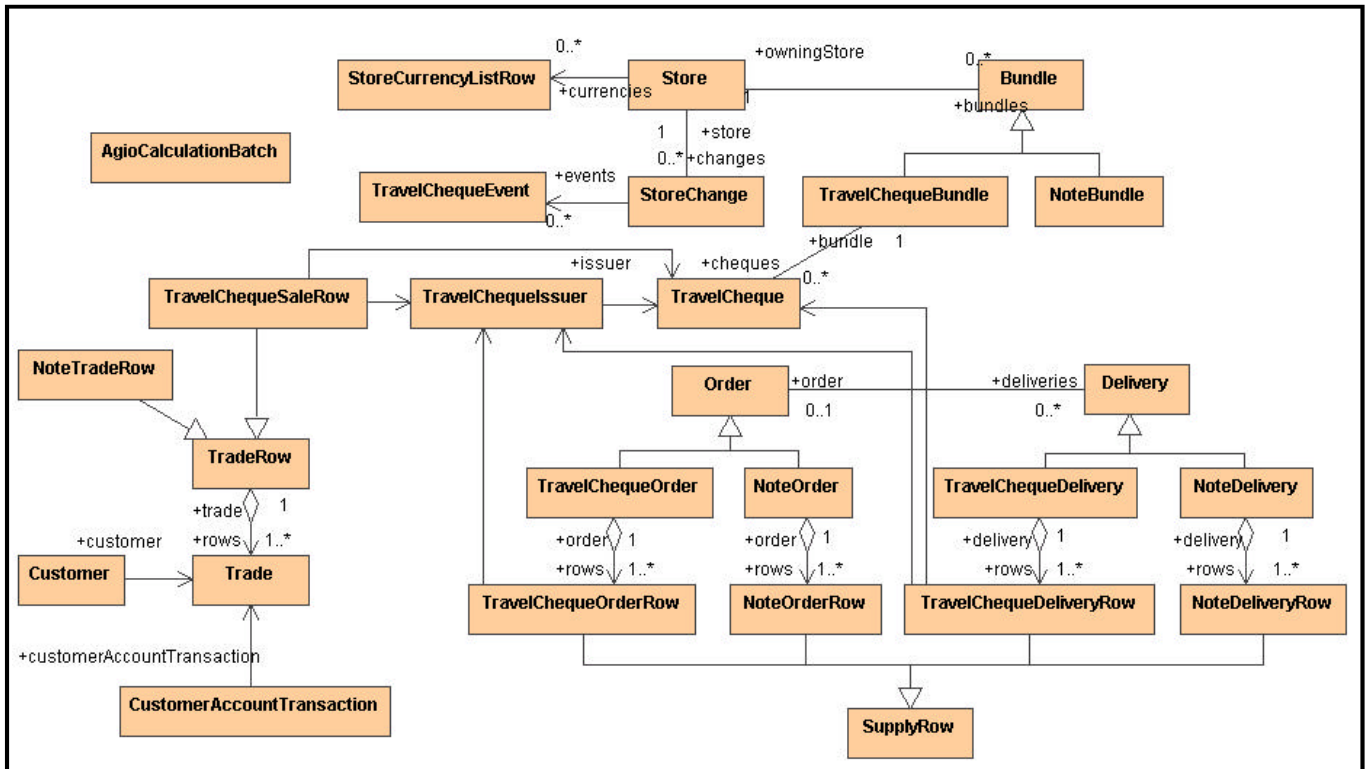 0..* +owningStore 0..*
StoreCurrencyListRow Store Bundle
+currencies 1 +bundles
1 +store
AgioCalculationBatch 0..* +changes
+events
TravelChequeEvent StoreChange TravelChequeBundle NoteBundle
0..* +bundle 1
+issuer +cheques 0..*
TravelChequeSaleRow TravelChequeIssuer TravelCheque
NoteTradeRow Order +order +deliveries Delivery
0..1 0..*
TradeRow
TravelChequeOrder NoteOrder TravelChequeDelivery NoteDelivery
+trade 1
+order 1 +order 1 +delivery 1 +delivery 1
+customer +rows 1..*
+rows 1..* +rows 1..* +rows 1..* +rows 1..*
Customer Trade
TravelChequeOrderRow NoteOrderRow TravelChequeDeliveryRow NoteDeliveryRow
+customerAccountTransaction
CustomerAccountTransaction
SupplyRow